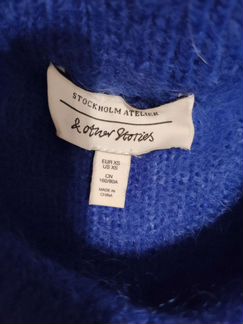 STOCKHOLM ATELIER
& other Stories
EUR XS
US XS
CN
160/80A
MADE IN
CHINA